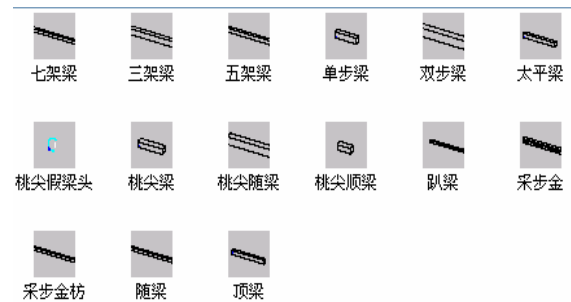 七架梁 三架梁 五架梁 单步梁 双步梁 太平梁
桃尖假梁头 桃尖梁 桃尖随梁 桃尖顺梁 趴梁 采步金
采步金枋 随梁 顶梁